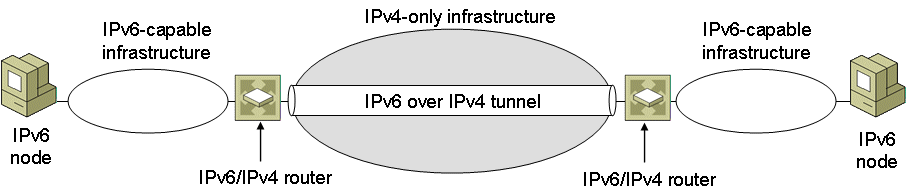 IPv4-only infrastructure
IPv6-capable
infrastructure
IPv6-capable
infrastructure
IPv6 over IPv4 tunnel
IPv6
node
IPv6
node
IPv6/IPv4 router
IPv6/IPv4 router